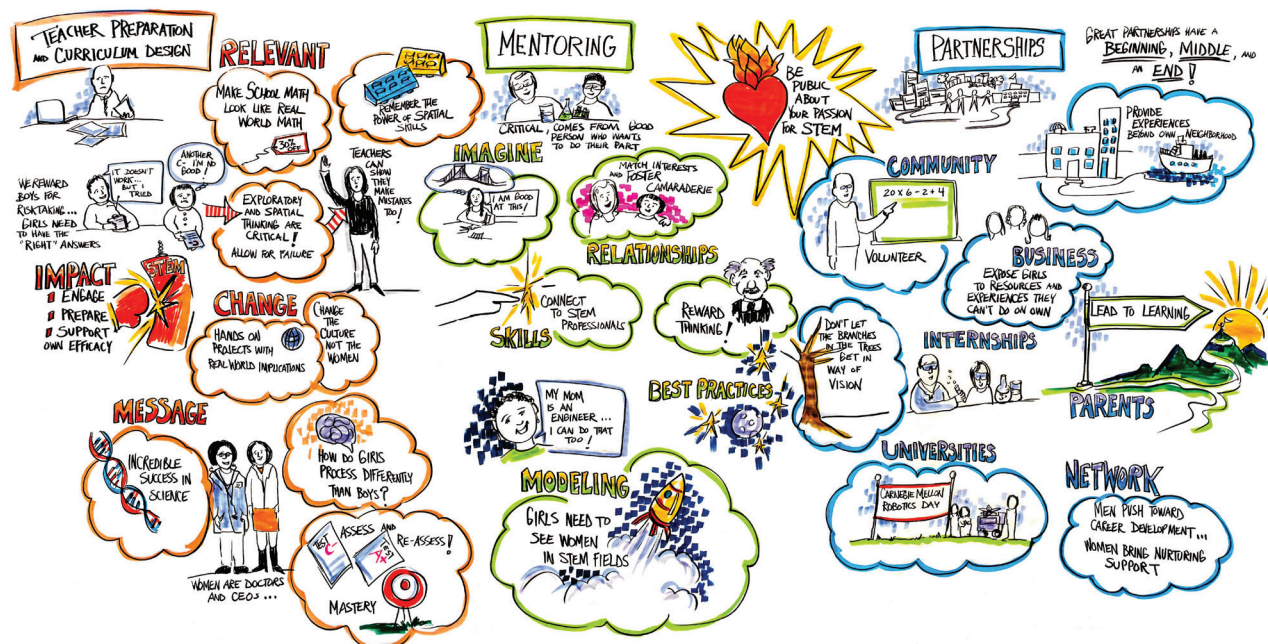 TEACHER PREPARATION
AND CURRICULUM DESIGN
RELEVANT
MAKE SCHOOL MATH
LOOK LIKE REAL
WORLD MATH
30%
OFF
REMEMBER THE
POWER OF SPATIAL
SKILLS
WE REWARD
BOYS FOR
RISKTAKING...
GIRLS NEED
TO HAVE THE
"RIGHT" ANSWERS
IT DOESN'T
WORK...
BUT I
TRIED
ANOTHER
C- I'M NO
GOOD!
EXPLORATORY
AND SPATIAL
THINKING ARE
CRITICAL!
ALLOW FOR FAILURE
TEACHERS
CAN
SHOW
THEY
MAKE
MISTAKES
TOO!
IMPACT
ENGAGE
PREPARE
SUPPORT
OWN EFFICACY
STEM
CHANGE
HANDS ON
PROJECTS WITH
REAL WORLD IMPLICATIONS
CHANGE
THE
CULTURE
NOT THE
WOMEN
MESSAGE
INCREDIBLE
SUCCESS IN
SCIENCE
WOMEN ARE DOCTORS
AND CEOS...
HOW DO GIRLS
PROCESS DIFFERENTLY
THAN BOYS?
ASSESS AND
RE-ASSESS!
TEST
C
TEST
A+
MASTERY
MENTORING
CRITICAL, COMES FROM GOOD
PERSON WHO WANTS
TO DO THEIR PART
IMAGINE
I AM GOOD
AT THIS!
MATCH INTERESTS
AND FOSTER
CAMARADERIE
RELATIONSHIPS
CONNECT
TO STEM
PROFESSIONALS
SKILLS
REWARD
THINKING!
MY MOM
IS AN
ENGINEER...
I CAN DO THAT
TOO!
BEST PRACTICES
MODELING
GIRLS NEED TO
SEE WOMEN
IN STEM FIELDS
BE
PUBLIC
ABOUT
YOUR PASSION
FOR STEM
DON'T LET
THE BRANCHES
IN THE TREES
GET IN
WAY OF
VISION
PARTNERSHIPS
GREAT PARTNERSHIPS HAVE A
BEGINNING, MIDDLE, AND
AN END!
PROVIDE
EXPERIENCES
BEYOND OWN NEIGHBORHOOD
COMMUNITY
20 x 6 - 2 + 4
VOLUNTEER
BUSINESS
EXPOSE GIRLS
TO RESOURCES AND
EXPERIENCES THEY
CAN'T DO ON OWN
LEAD TO LEARNING
PARENTS
INTERNSHIPS
UNIVERSITIES
CARNEGIE MELLON
ROBOTICS DAY
NETWORK
MEN PUSH TOWARD
CAREER DEVELOPMENT...
WOMEN BRING NURTURING
SUPPORT